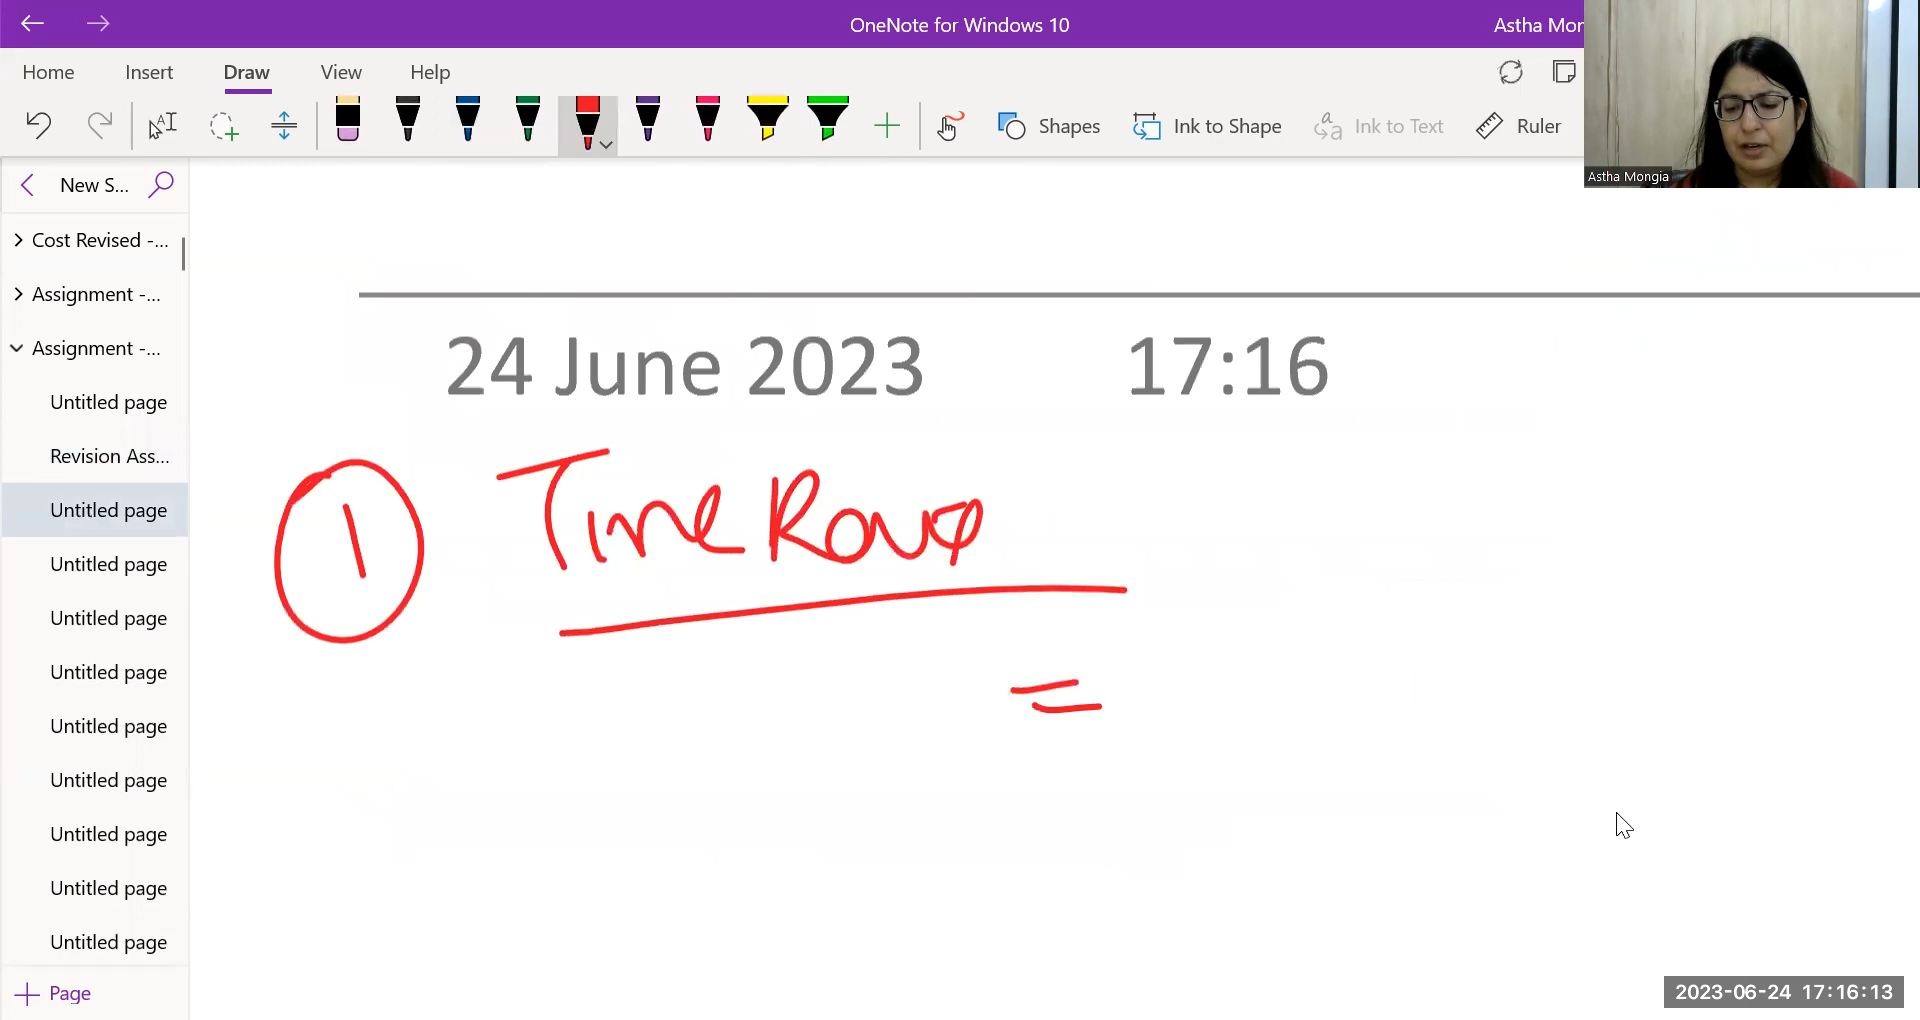 OneNote for Windows 10
Astha Mon
Home Insert Draw View Help
Shapes Ink to Shape Ink to Text Ruler
Astha Mongia
New S...
Cost Revised -...
Assignment -...
Assignment -...
Untitled page
Revision Ass...
Untitled page
Untitled page
Untitled page
Untitled page
Untitled page
Untitled page
Untitled page
Untitled page
Untitled page
Page
24 June 2023 17:16
1 Time
=
2023-06-24 17:16:13